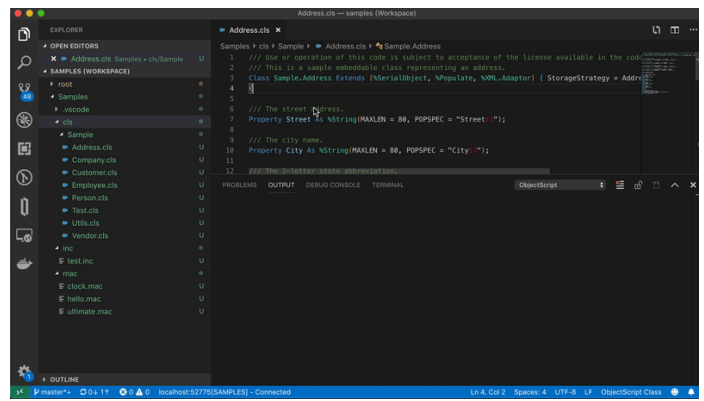 Address.cls — samples (Workspace)
EXPLORER
OPEN EDITORS
Address.cls Samples • cls/Sample U
SAMPLES (WORKSPACE)
root
Samples
.vscode
cls
Sample
Address.cls U
Company.cls U
Customer.cls U
Employee.cls U
Person.cls U
Test.cls U
Utils.cls U
Vendor.cls U
inc
test.inc U
mac
clock.mac U
hello.mac U
ultimate.mac U
OUTLINE
48
1
Address.cls
Samples cls Sample Address.cls Sample.Address
1 /// Use or operation of this code is subject to acceptance of the license available in the code
2 /// This is a sample embeddable class representing an address.
3 Class Sample.Address Extends (%SerialObject, %Populate, %XML.Adaptor) [ StorageStrategy = Addre
4 {
5
6 /// The street address.
7 Property Street As %String(MAXLEN = 80, POPSPEC = "Street()");
8
9 /// The city name.
10 Property City As %String(MAXLEN = 80, POPSPEC = "City()");
11
12 /// The 2-letter state abbreviation.
PROBLEMS OUTPUT DEBUG CONSOLE TERMINAL ObjectScript
master*+ 0↓ 1↑ 0 0 localhost:52775[SAMPLES] - Connected Ln 4, Col 2 Spaces: 4 UTF-8 LF ObjectScript Class